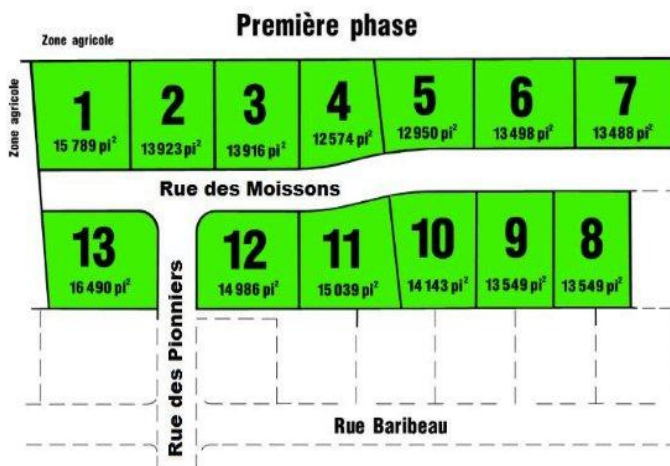 Première phase
Zone agricole
Zone agricole
1
15 789 pi²
2
13 923 pi²
3
13 916 pi²
4
12 574 pi²
5
12 950 pi²
6
13 498 pi²
7
13 488 pi²
Rue des Moissons
13
16 490 pi²
12
14 986 pi²
11
15 039 pi²
10
14 143 pi²
9
13 549 pi²
8
13 549 pi²
Rue des Pionniers
Rue Baribeau